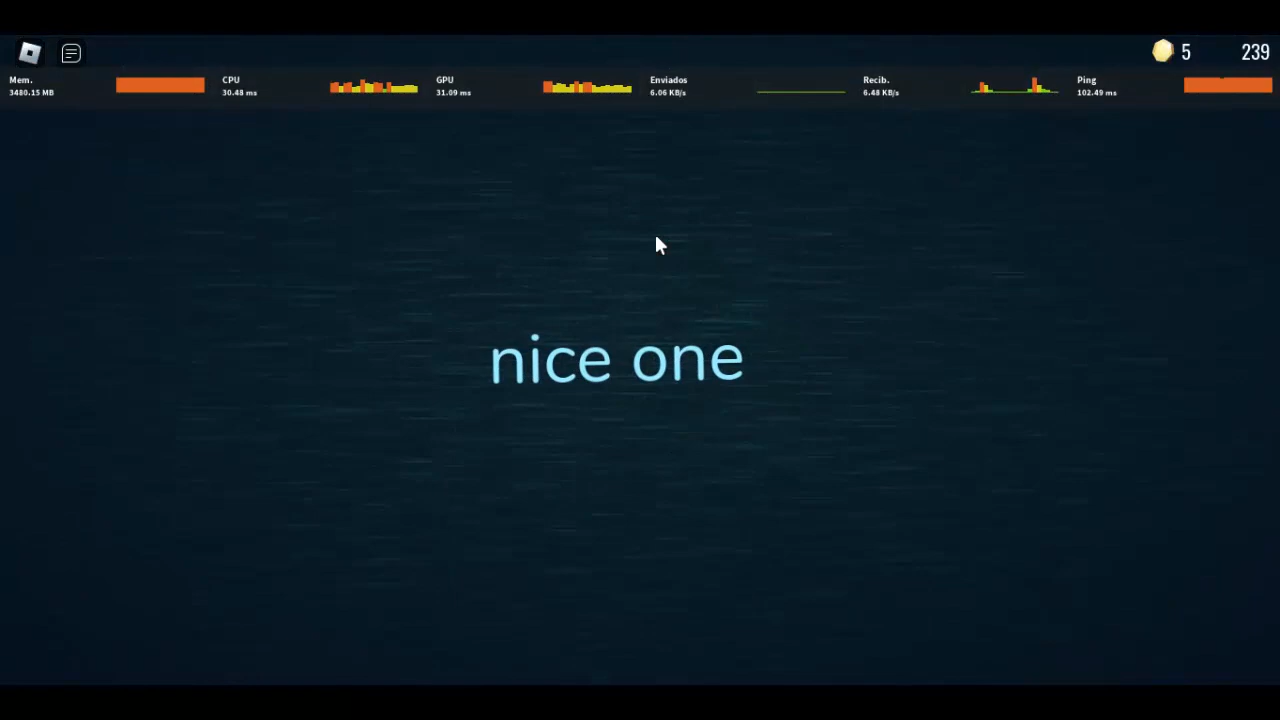 5 239
Mem. CPU GPU Enviados Recib. Ping
3480.15 MB 30.48 ms 31.09 ms 6.06 KB/s 6.48 KB/s 102.49 ms
nice one